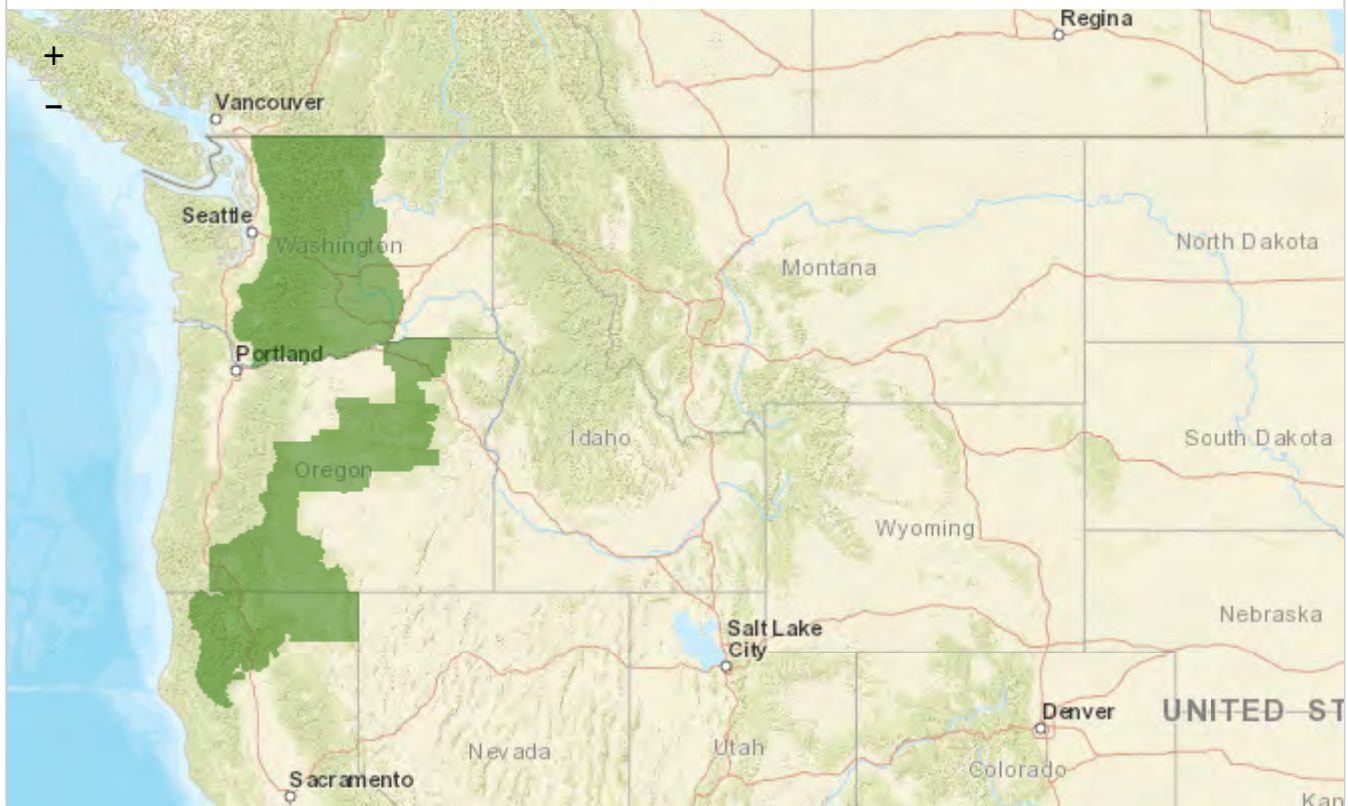 Regina
+
−
Vancouver
Seattle
Washington
North Dakota
Montana
Portland
Idaho
South Dakota
Oregon
Wyoming
Nebraska
Salt Lake
City
Denver
UNITED ST
Nevada
Utah
Colorado
Sacramento
Kan